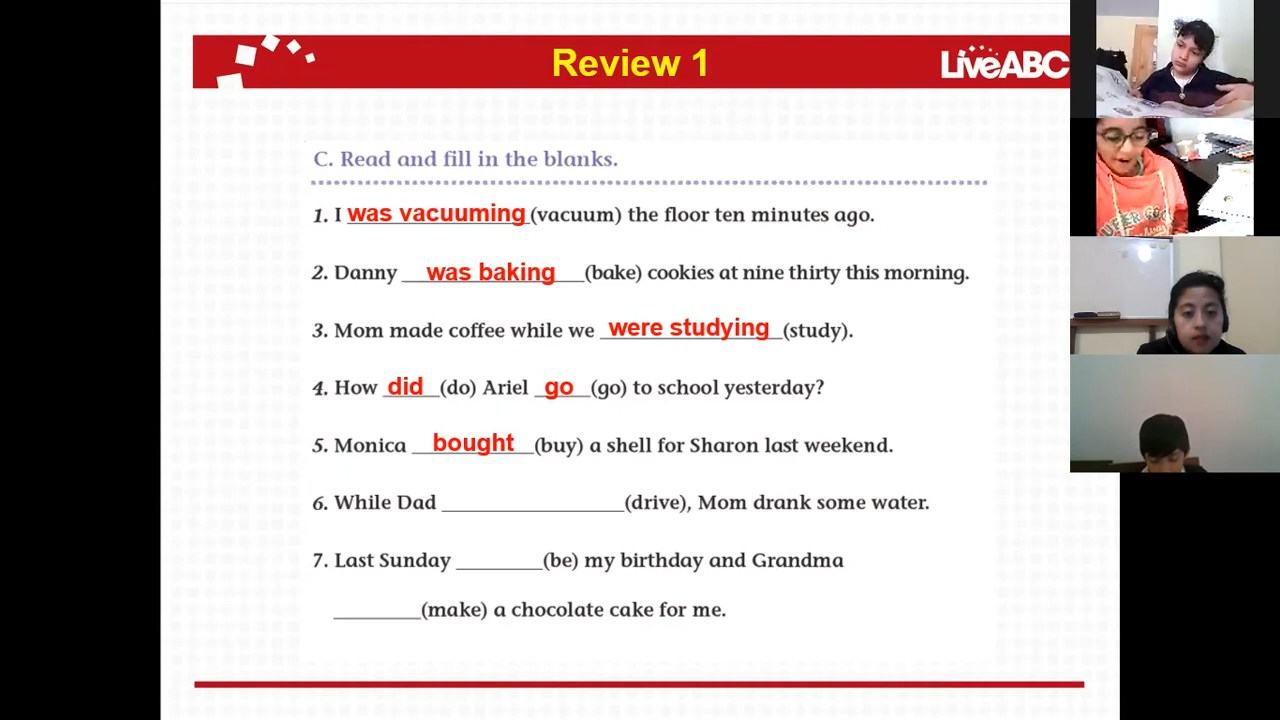 Review 1
LiveABC
C. Read and fill in the blanks.
1. I was vacuuming (vacuum) the floor ten minutes ago.
2. Danny was baking (bake) cookies at nine thirty this morning.
3. Mom made coffee while we were studying (study).
4. How did (do) Ariel go (go) to school yesterday?
5. Monica bought (buy) a shell for Sharon last weekend.
6. While Dad ________________ (drive), Mom drank some water.
7. Last Sunday ________ (be) my birthday and Grandma
________ (make) a chocolate cake for me.